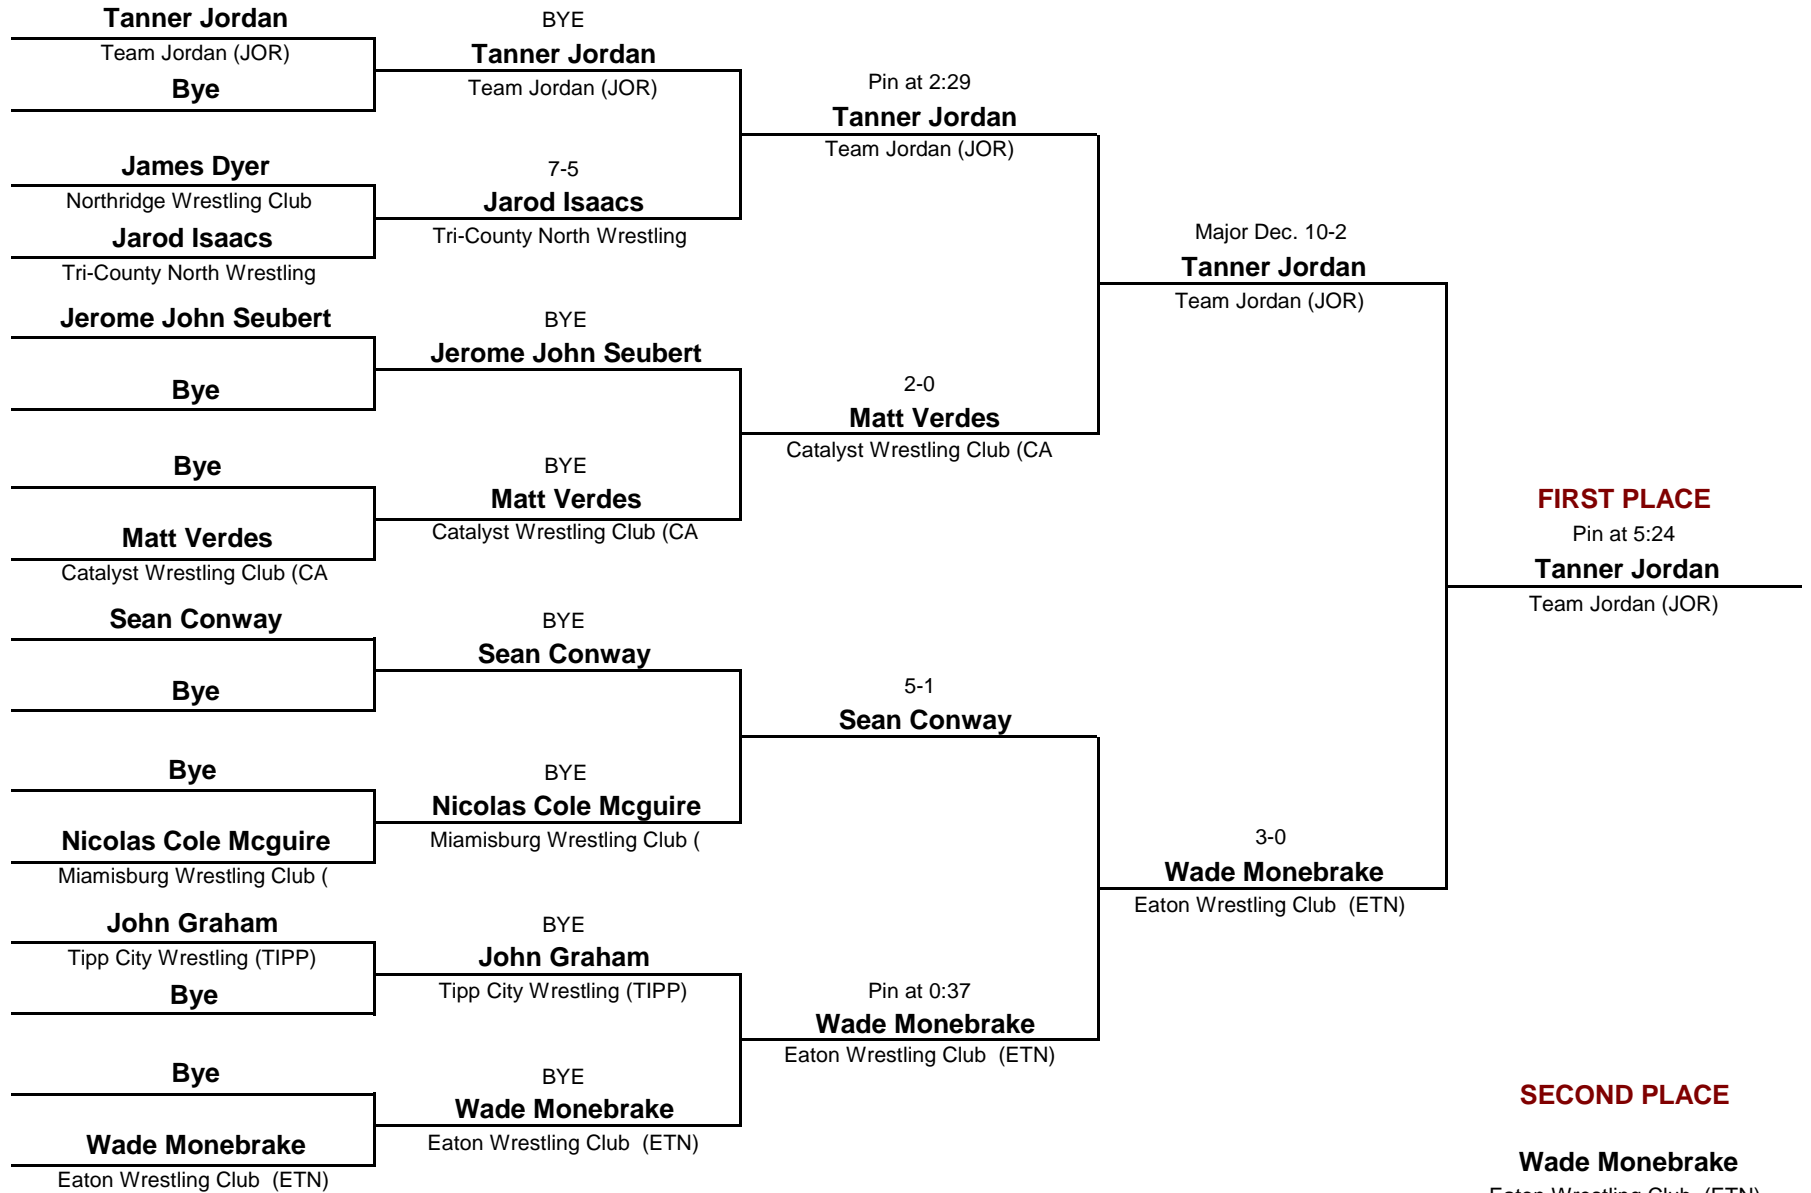 Tanner Jordan
Team Jordan (JOR)
Bye
James Dyer
Northridge Wrestling Club
Jarod Isaacs
Tri-County North Wrestling
Jerome John Seubert
Bye
Bye
Matt Verdes
Catalyst Wrestling Club (CA
Sean Conway
Bye
Bye
Nicolas Cole Mcguire
Miamisburg Wrestling Club (
John Graham
Tipp City Wrestling (TIPP)
Bye
Bye
Wade Monebrake
Eaton Wrestling Club (ETN)
BYE
Tanner Jordan
Team Jordan (JOR)
7-5
Jarod Isaacs
Tri-County North Wrestling
BYE
Jerome John Seubert
BYE
Matt Verdes
Catalyst Wrestling Club (CA
BYE
Sean Conway
BYE
Nicolas Cole Mcguire
Miamisburg Wrestling Club (
BYE
John Graham
Tipp City Wrestling (TIPP)
BYE
Wade Monebrake
Eaton Wrestling Club (ETN)
Pin at 2:29
Tanner Jordan
Team Jordan (JOR)
2-0
Matt Verdes
Catalyst Wrestling Club (CA
5-1
Sean Conway
Pin at 0:37
Wade Monebrake
Eaton Wrestling Club (ETN)
Major Dec. 10-2
Tanner Jordan
Team Jordan (JOR)
3-0
Wade Monebrake
Eaton Wrestling Club (ETN)
FIRST PLACE
Pin at 5:24
Tanner Jordan
Team Jordan (JOR)
SECOND PLACE
Wade Monebrake
Eaton Wrestling Club (ETN)